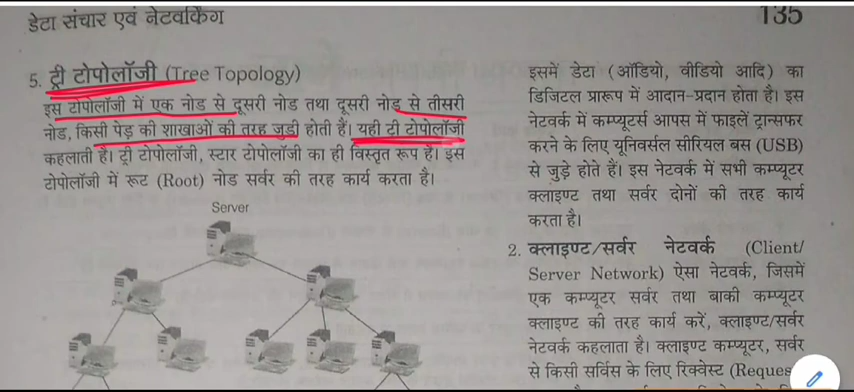 डेटा संचार एवं नेटवर्किंग
135
5. ट्री टोपोलॉजी (Tree Topology)
इस टोपोलॉजी में एक नोड से दूसरी नोड तथा दूसरी नोड से तीसरी
नोड, किसी पेड़ की शाखाओं की तरह जुडी होती हैं। यही टी टोपोलॉजी
कहलाती है। ट्री टोपोलॉजी, स्टार टोपोलॉजी का ही विस्तृत रूप है। इस
टोपोलॉजी में रूट (Root) नोड सर्वर की तरह कार्य करता है।
Server
इसमें डेटा (ऑडियो, वीडियो आदि) का
डिजिटल प्रारूप में आदान-प्रदान होता है। इस
नेटवर्क में कम्प्यूटर्स आपस में फाइलें ट्रान्सफर
करने के लिए यूनिवर्सल सीरियल बस (USB)
से जुड़े होते हैं। इस नेटवर्क में सभी कम्प्यूटर
क्लाइण्ट तथा सर्वर दोनों की तरह कार्य
करता है।
2. क्लाइण्ट/सर्वर नेटवर्क (Client/
Server Network) ऐसा नेटवर्क, जिसमें
एक कम्प्यूटर सर्वर तथा बाकी कम्प्यूटर
क्लाइण्ट की तरह कार्य करें, क्लाइण्ट/सर्वर
नेटवर्क कहलाता है। क्लाइण्ट कम्प्यूटर, सर्वर
से किसी सर्विस के लिए रिक्वेस्ट (Reques